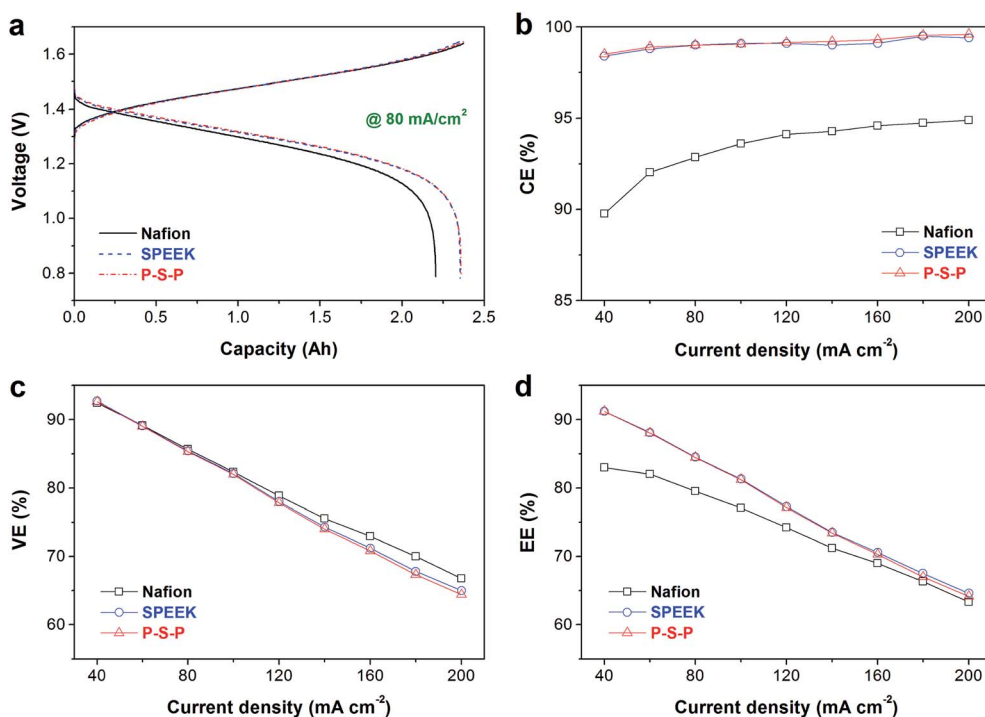 a
1.6
1.4
1.2
1.0
0.8
Voltage (V)
@ 80 mA/cm²
Nafion
SPEEK
P-S-P
0.0 0.5 1.0 1.5 2.0 2.5
Capacity (Ah)
b
100
95
90
85
CE (%)
Nafion
SPEEK
P-S-P
40 80 120 160 200
Current density (mA cm⁻²)
c
90
80
70
60
VE (%)
Nafion
SPEEK
P-S-P
40 80 120 160 200
Current density (mA cm⁻²)
d
90
80
70
60
EE (%)
Nafion
SPEEK
P-S-P
40 80 120 160 200
Current density (mA cm⁻²)